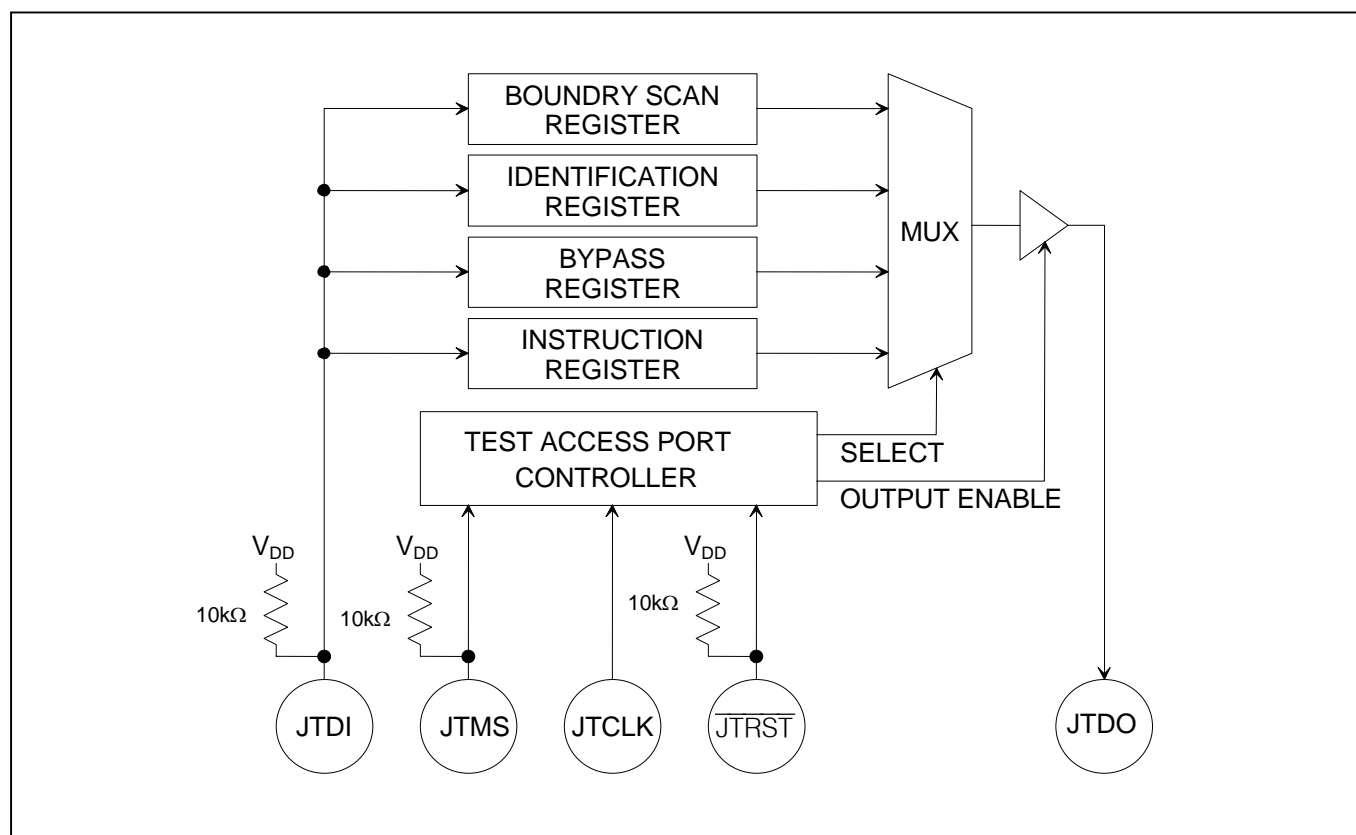 BOUNDRY SCAN
REGISTER
IDENTIFICATION
REGISTER
BYPASS
REGISTER
INSTRUCTION
REGISTER
MUX
TEST ACCESS PORT
CONTROLLER
SELECT
OUTPUT ENABLE
VDD
10kΩ
VDD
10kΩ
VDD
10kΩ
JTDI
JTMS
JTCLK
JTRST
JTDO